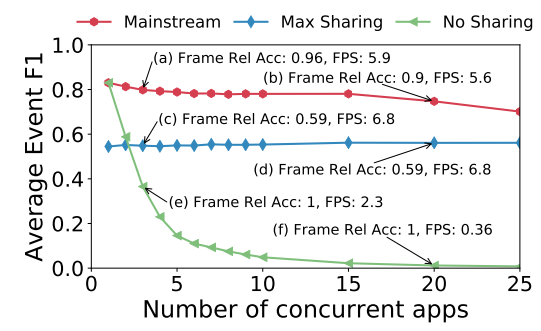 Mainstream Max Sharing No Sharing
1.0
0.8
0.6
0.4
0.2
0.0
Average Event F1
(a) Frame Rel Acc: 0.96, FPS: 5.9
(b) Frame Rel Acc: 0.9, FPS: 5.6
(c) Frame Rel Acc: 0.59, FPS: 6.8
(d) Frame Rel Acc: 0.59, FPS: 6.8
(e) Frame Rel Acc: 1, FPS: 2.3
(f) Frame Rel Acc: 1, FPS: 0.36
0 5 10 15 20 25
Number of concurrent apps